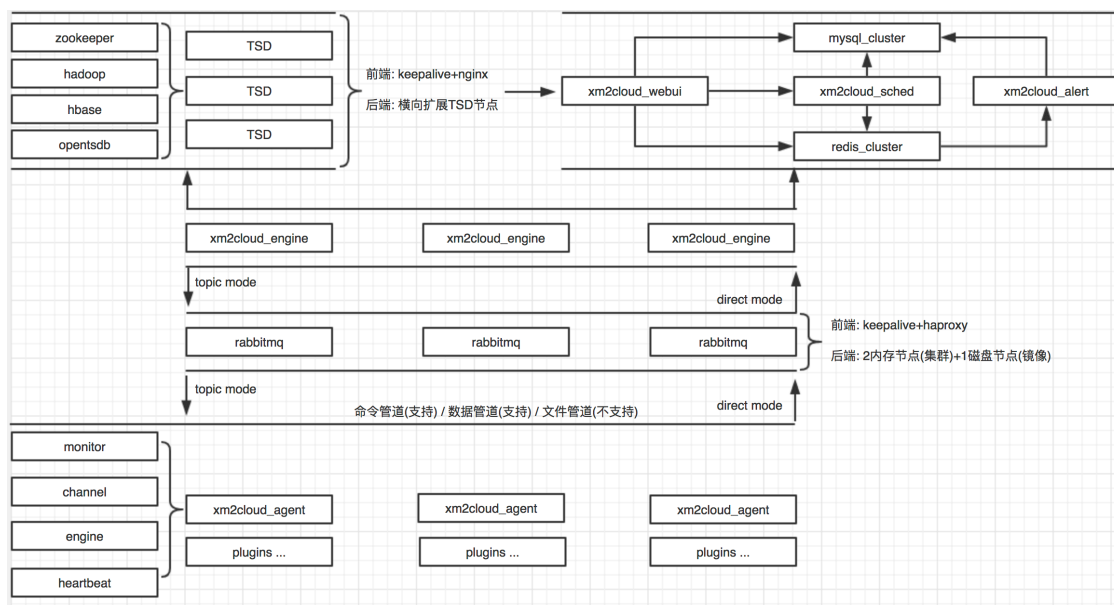 zookeeper
hadoop
hbase
opentsdb
TSD
TSD
TSD
前端: keepalive+nginx
后端: 横向扩展TSD节点
xm2cloud_webui
mysql_cluster
xm2cloud_sched
redis_cluster
xm2cloud_alert
xm2cloud_engine
xm2cloud_engine
xm2cloud_engine
topic mode
direct mode
rabbitmq
rabbitmq
rabbitmq
前端: keepalive+haproxy
后端: 2内存节点(集群)+1磁盘节点(镜像)
topic mode
命令管道(支持) / 数据管道(支持) / 文件管道(不支持)
direct mode
monitor
channel
engine
heartbeat
xm2cloud_agent
xm2cloud_agent
xm2cloud_agent
plugins ...
plugins ...
plugins ...